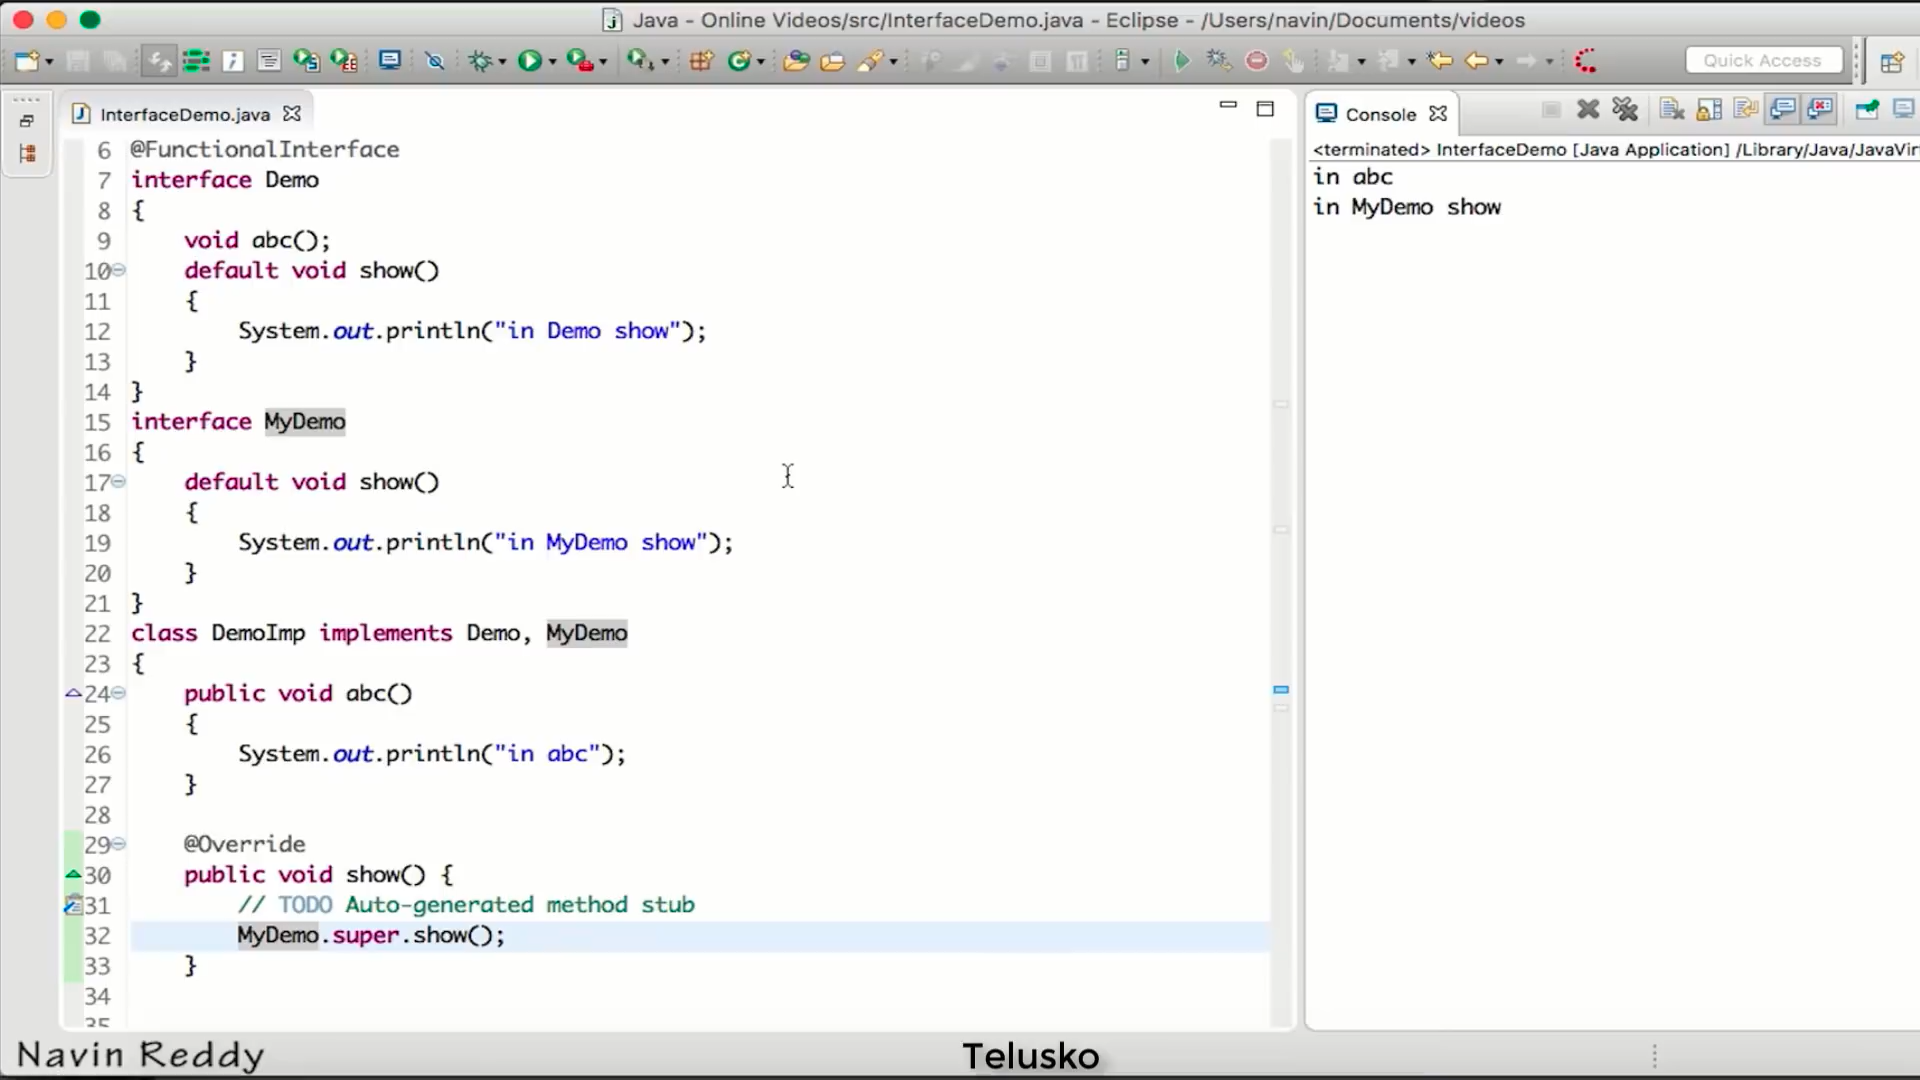 Java - Online Videos/src/InterfaceDemo.java - Eclipse - /Users/navin/Documents/videos
Quick Access
InterfaceDemo.java
6 @FunctionalInterface
7 interface Demo
8 {
9 void abc();
10 default void show()
11 {
12 System.out.println("in Demo show");
13 }
14 }
15 interface MyDemo
16 {
17 default void show()
18 {
19 System.out.println("in MyDemo show");
20 }
21 }
22 class DemoImp implements Demo, MyDemo
23 {
24 public void abc()
25 {
26 System.out.println("in abc");
27 }
28
29 @Override
30 public void show() {
31 // TODO Auto-generated method stub
32 MyDemo.super.show();
33 }
34
35
Console
<terminated> InterfaceDemo [Java Application] /Library/Java/JavaVir
in abc
in MyDemo show
Navin Reddy
Telusko